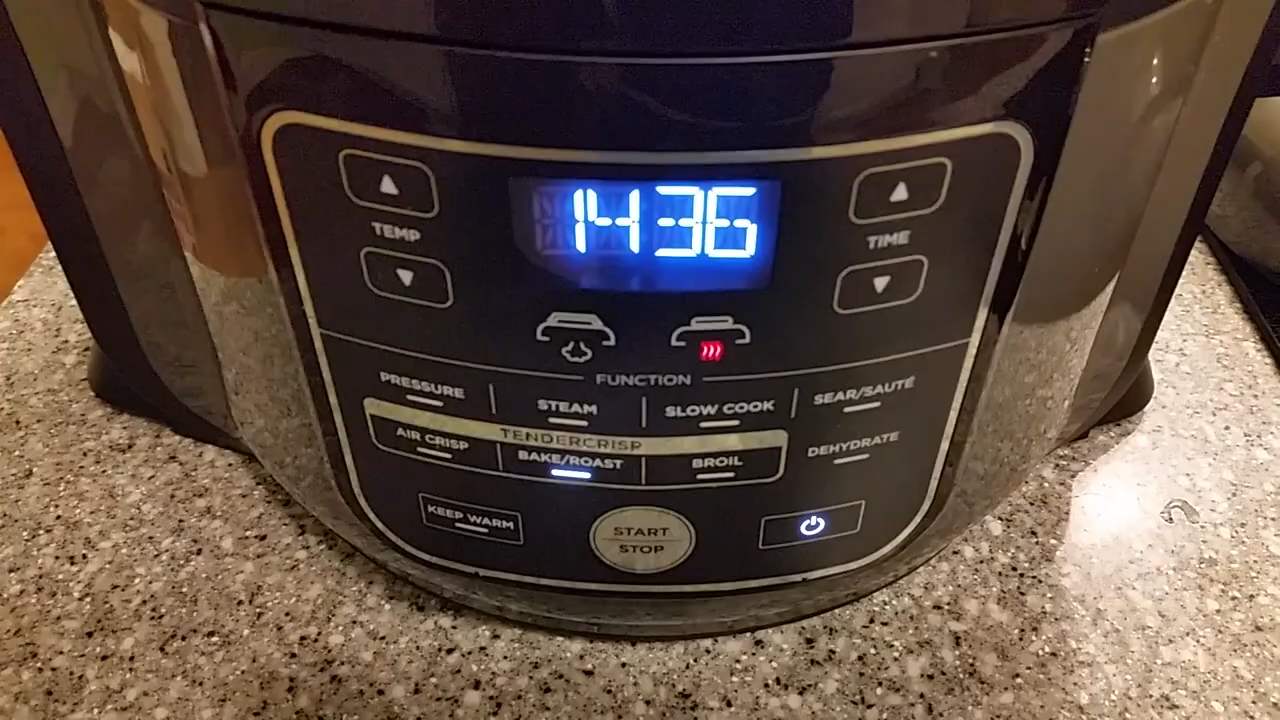 14 36
TEMP
TIME
FUNCTION
PRESSURE
STEAM
SLOW COOK
SEAR/SAUTÉ
TENDERCRISP
AIR CRISP
BAKE/ROAST
BROIL
DEHYDRATE
KEEP WARM
START
STOP